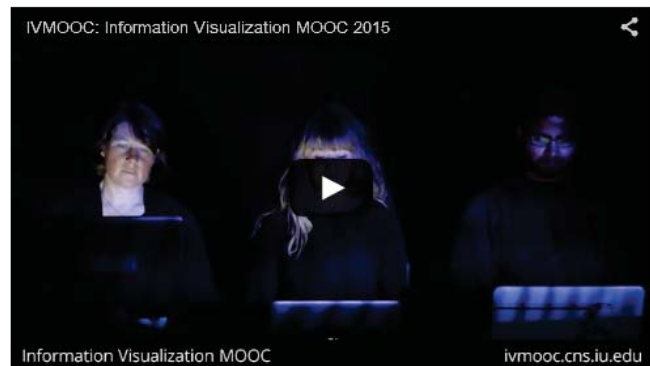 IVMOOC: Information Visualization MOOC 2015
Information Visualization MOOC
ivmooc.cns.iu.edu